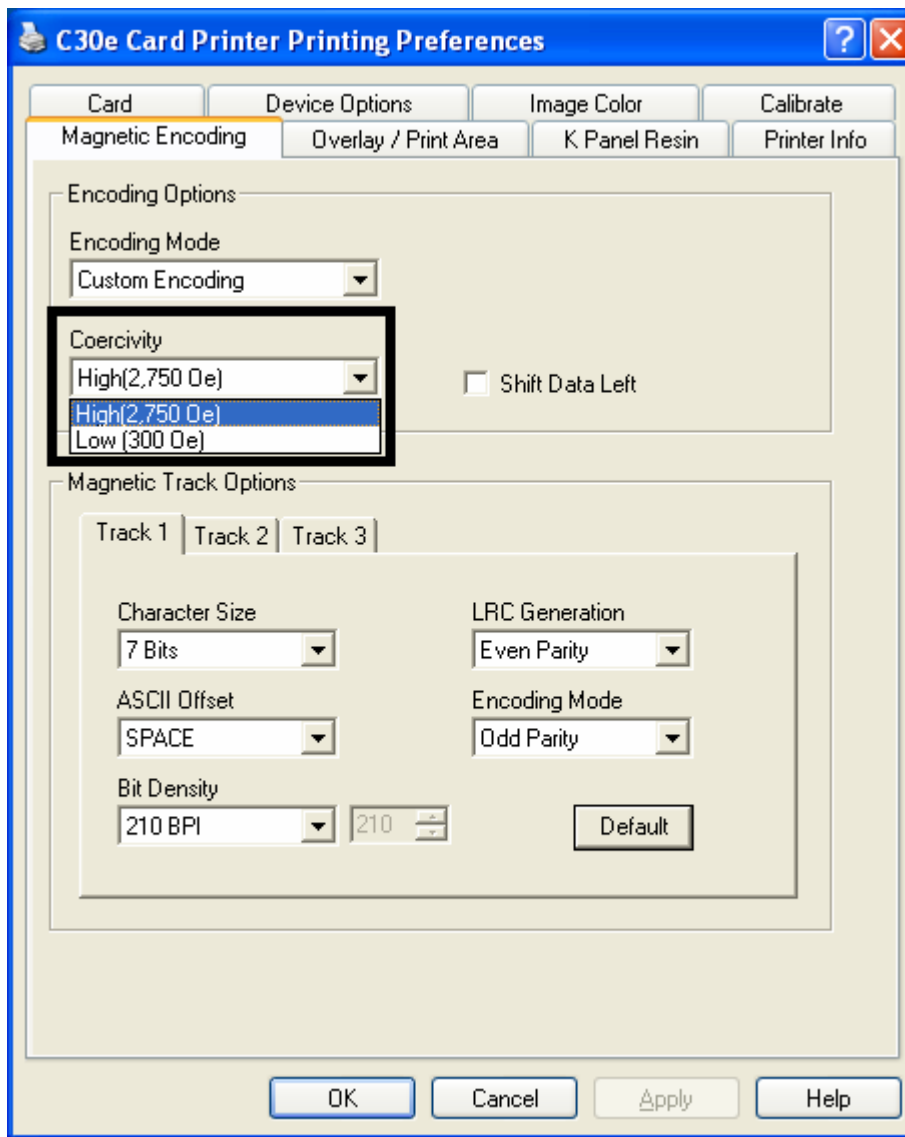 C30e Card Printer Printing Preferences
Card Device Options Image Color Calibrate
Magnetic Encoding Overlay / Print Area K Panel Resin Printer Info
Encoding Options
Encoding Mode
Custom Encoding
Coercivity
High(2,750 Oe) Shift Data Left
High(2,750 Oe)
Low (300 Oe)
Magnetic Track Options
Track 1 Track 2 Track 3
Character Size LRC Generation
7 Bits Even Parity
ASCII Offset Encoding Mode
SPACE Odd Parity
Bit Density
210 BPI 210 Default
OK Cancel Apply Help